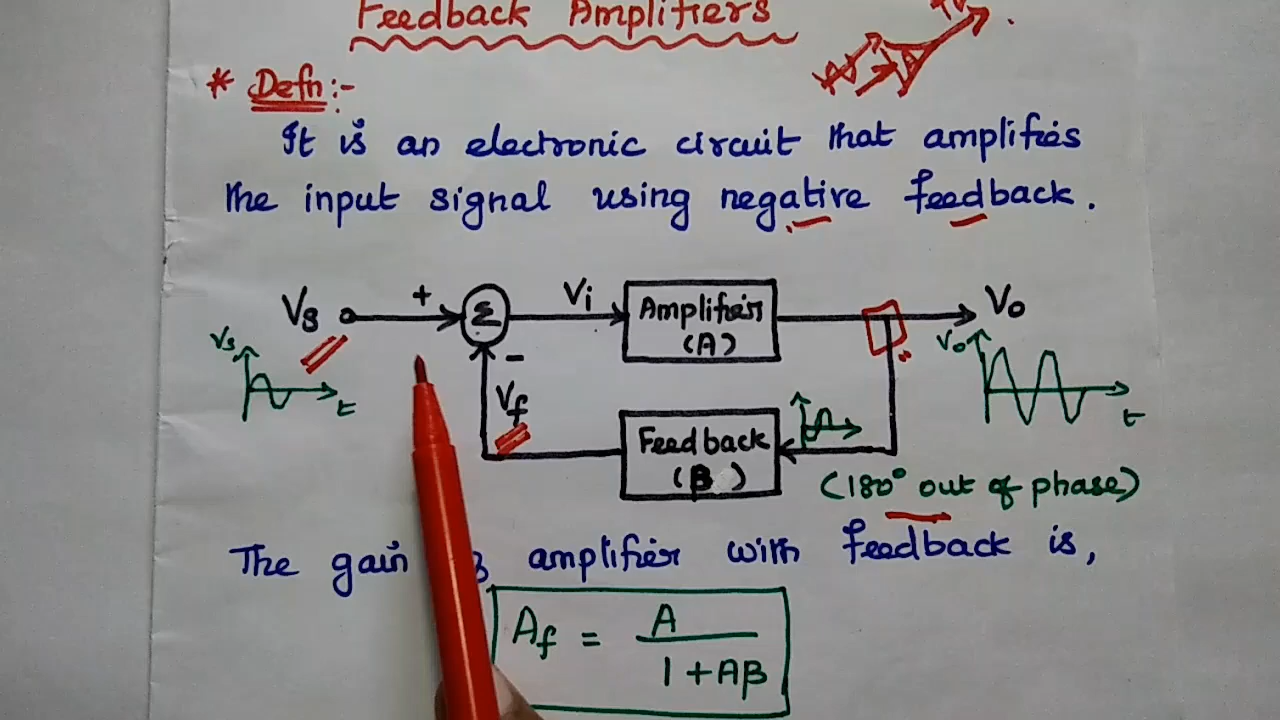 Feedback Amplifiers
* Defn:-
It is an electronic circuit that amplifies
the input signal using negative feedback.
Vs + Σ Vi Amplifier (A) Vo
-
Vs t
Vf
Feedback (β)
Vo t
(180° out of phase)
The gain amplifier with feedback is,
Af = A / 1 + Aβ